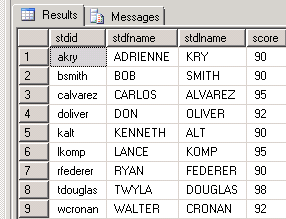 Results Messages
stdid stdfname stdlname score
1 akry ADRIENNE KRY 90
2 bsmith BOB SMITH 90
3 calvarez CARLOS ALVAREZ 95
4 doliver DON OLIVER 92
5 kalt KENNETH ALT 90
6 lkomp LANCE KOMP 95
7 rfederer RYAN FEDERER 90
8 tdouglas TWYLA DOUGLAS 98
9 wcronan WALTER CRONAN 92